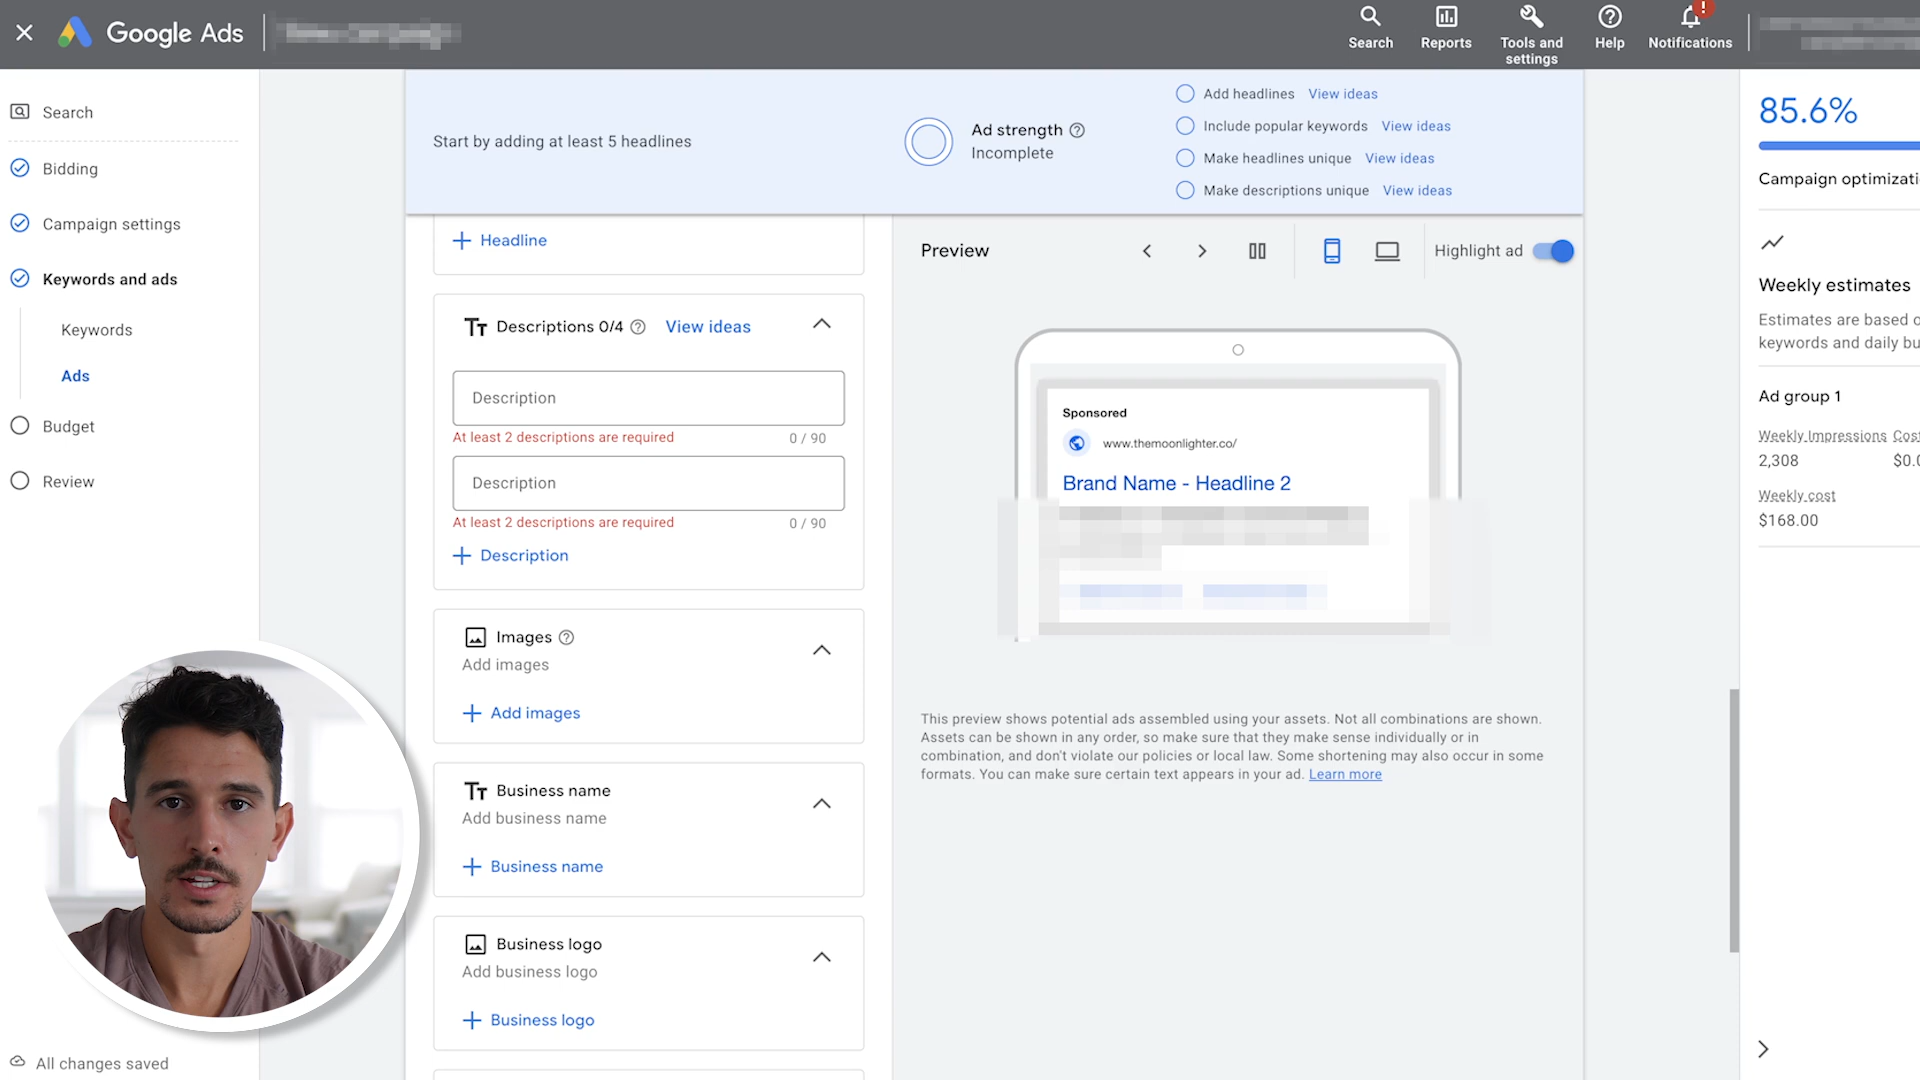 Google Ads
Search
Reports
Tools and
settings
Help
!
Notifications
Search
Bidding
Campaign settings
Keywords and ads
Keywords
Ads
Budget
Review
All changes saved
Start by adding at least 5 headlines
Ad strength
Incomplete
Add headlines View ideas
Include popular keywords View ideas
Make headlines unique View ideas
Make descriptions unique View ideas
+ Headline
Descriptions 0/4 View ideas
Description
At least 2 descriptions are required 0 / 90
Description
At least 2 descriptions are required 0 / 90
+ Description
Images
Add images
+ Add images
Business name
Add business name
+ Business name
Business logo
Add business logo
+ Business logo
Preview
Highlight ad
Sponsored
www.themoonlighter.co/
Brand Name - Headline 2
This preview shows potential ads assembled using your assets. Not all combinations are shown.
Assets can be shown in any order, so make sure that they make sense individually or in
combination, and don't violate our policies or local law. Some shortening may also occur in some
formats. You can make sure certain text appears in your ad. Learn more
85.6%
Campaign optimizati
Weekly estimates
Estimates are based o
keywords and daily bu
Ad group 1
Weekly Impressions Cost
2,308 $0.0
Weekly cost
$168.00